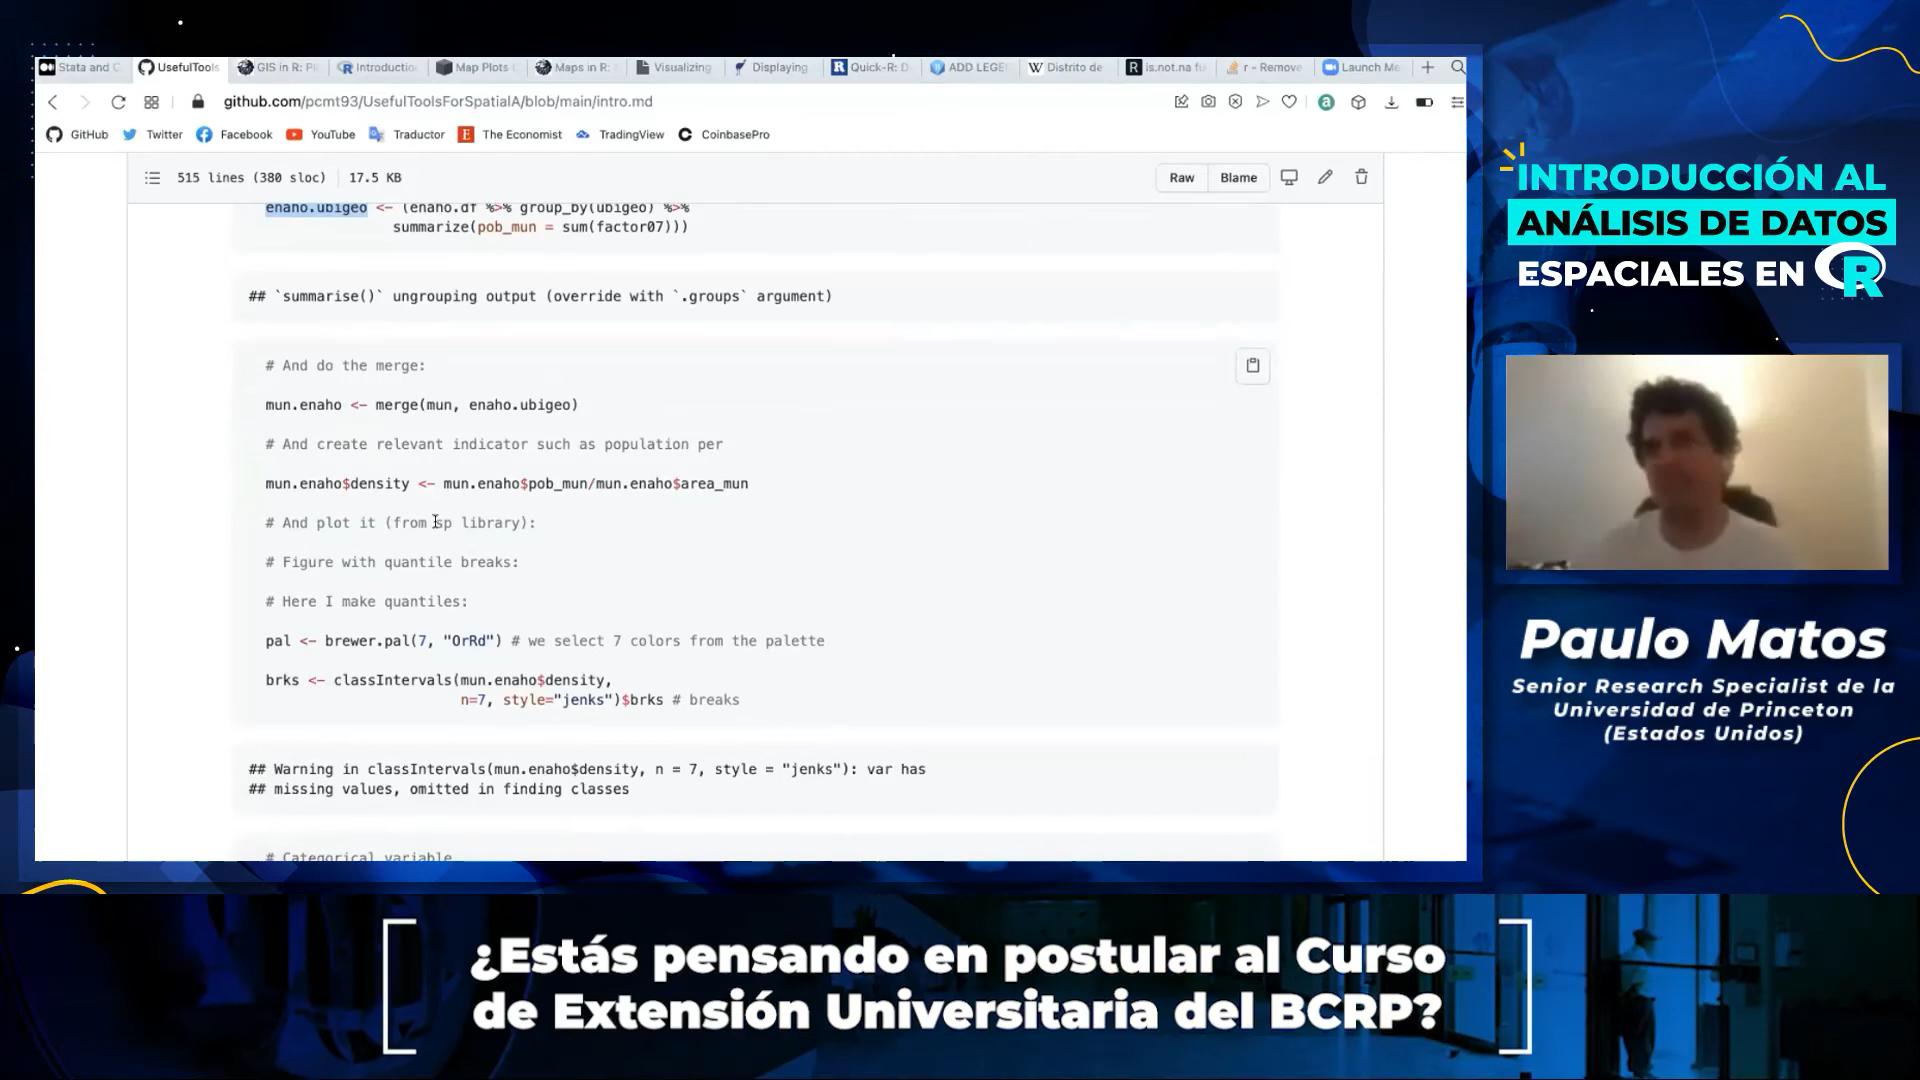 Stata and C
UsefulTools
GIS in R: Pl
Introductio
Map Plots
Maps in R:
Visualizing
Displaying
Quick-R: D
ADD LEGE
Distrito de
is.not.na fu
r - Remove
Launch Me
github.com/pcmt93/UsefulToolsForSpatialA/blob/main/intro.md
GitHub
Twitter
Facebook
YouTube
Traductor
The Economist
TradingView
CoinbasePro
515 lines (380 sloc)
17.5 KB
Raw
Blame
enaho.ubigeo <- (enaho.df %>% group_by(ubigeo) %>%
summarize(pob_mun = sum(factor07)))
## `summarise()` ungrouping output (override with `.groups` argument)
# And do the merge:
mun.enaho <- merge(mun, enaho.ubigeo)
# And create relevant indicator such as population per
mun.enaho$density <- mun.enaho$pob_mun/mun.enaho$area_mun
# And plot it (from sp library):
# Figure with quantile breaks:
# Here I make quantiles:
pal <- brewer.pal(7, "OrRd") # we select 7 colors from the palette
brks <- classIntervals(mun.enaho$density,
n=7, style="jenks")$brks # breaks
## Warning in classIntervals(mun.enaho$density, n = 7, style = "jenks"): var has
## missing values, omitted in finding classes
# Categorical variable
INTRODUCCIÓN AL
ANÁLISIS DE DATOS
ESPACIALES EN R
Paulo Matos
Senior Research Specialist de la
Universidad de Princeton
(Estados Unidos)
¿Estás pensando en postular al Curso
de Extensión Universitaria del BCRP?